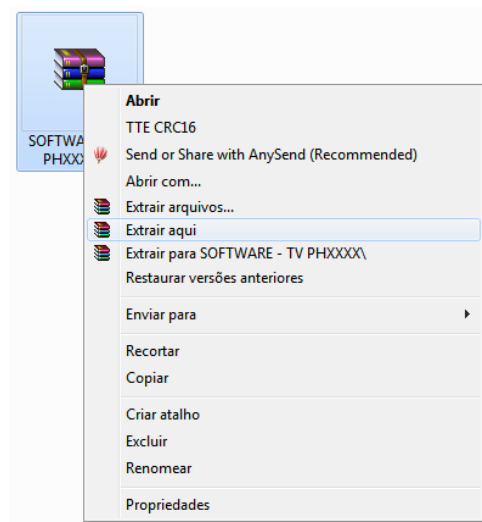 SOFTWA
PHXX
Abrir
TTE CRC16
Send or Share with AnySend (Recommended)
Abrir com...
Extrair arquivos...
Extrair aqui
Extrair para SOFTWARE - TV PHXXXX\
Restaurar versões anteriores
Enviar para
Recortar
Copiar
Criar atalho
Excluir
Renomear
Propriedades